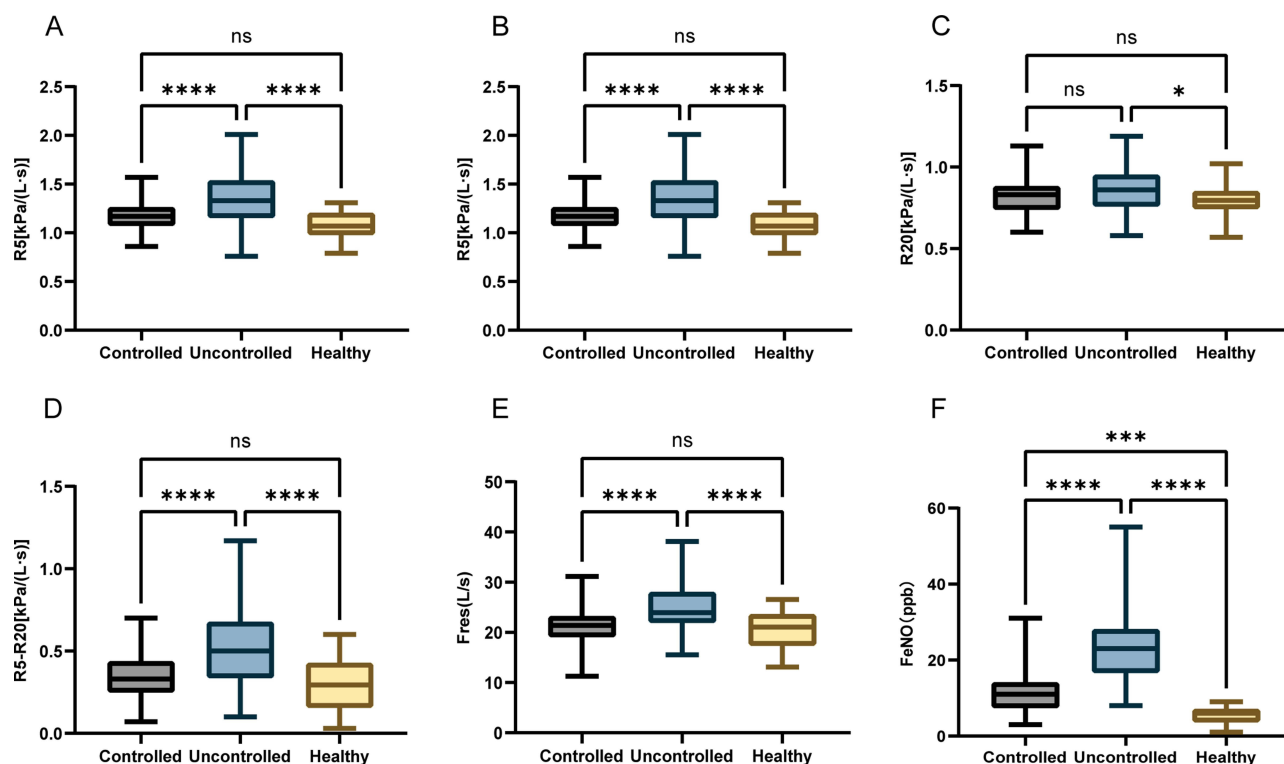 A
ns
**** ****
R5[kPa/(L·s)]
2.5
2.0
1.5
1.0
0.5
0.0
Controlled Uncontrolled Healthy
B
ns
**** ****
R5[kPa/(L·s)]
2.5
2.0
1.5
1.0
0.5
0.0
Controlled Uncontrolled Healthy
C
ns
ns *
R20[kPa/(L·s)]
1.5
1.0
0.5
0.0
Controlled Uncontrolled Healthy
D
ns
**** ****
R5-R20[kPa/(L·s)]
1.5
1.0
0.5
0.0
Controlled Uncontrolled Healthy
E
ns
**** ****
Fres(L/s)
50
40
30
20
10
0
Controlled Uncontrolled Healthy
F
***
**** ****
FeNO(ppb)
60
40
20
0
Controlled Uncontrolled Healthy